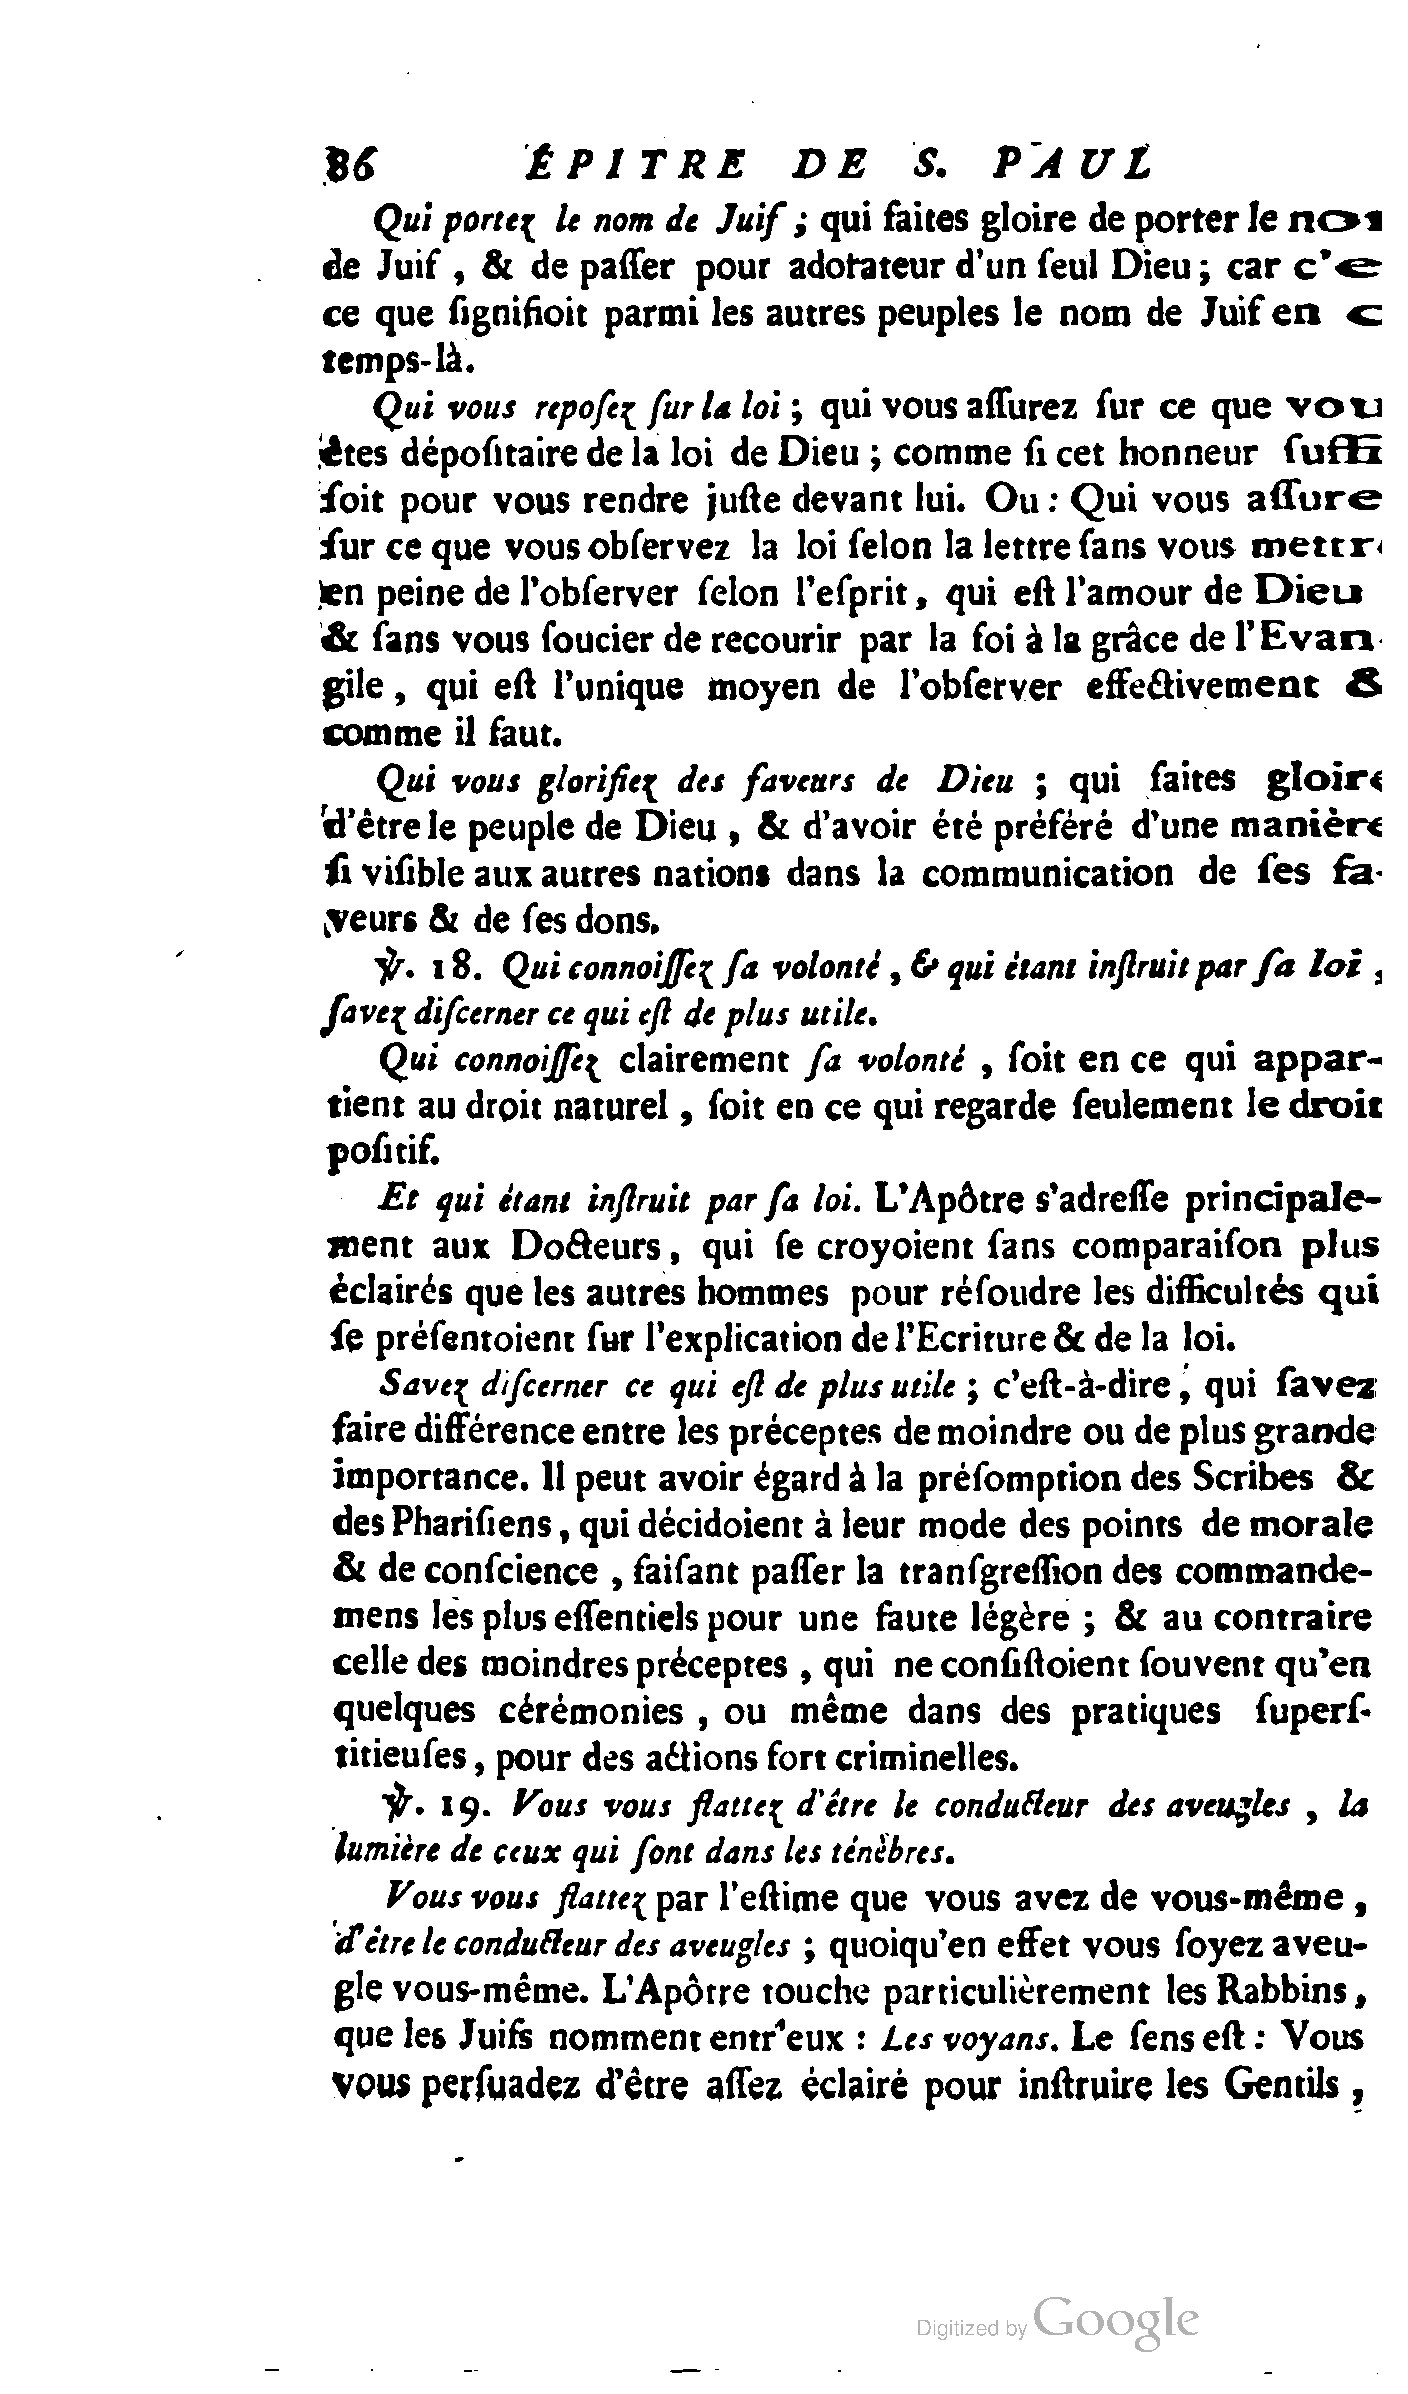 86 ÉPITRE DE S. PAUL
Qui portez le nom de Juif ; qui faites gloire de porter le
de Juif , & de paſſer pour adorateur d'un ſeul Dieu ; car c'e
ce que ſignifioit parmi les autres peuples le nom de Juif en c
temps-là.
Qui vous repoſez ſur la loi ; qui vous aſſurez ſur ce que vou
êtes dépoſitaire de la loi de Dieu ; comme ſi cet honneur ſuffi
ſoit pour vous rendre juſte devant lui. Ou : Qui vous aſſure
ſur ce que vous obſervez la loi ſelon la lettre ſans vous mettr
en peine de l'obſerver ſelon l'eſprit , qui eſt l'amour de Dieu
& ſans vous ſoucier de recourir par la foi à la grâce de l'Evan-
gile , qui eſt l'unique moyen de l'obſerver effectivement &
comme il faut.
Qui vous glorifiez des faveurs de Dieu ; qui faites gloire
d'être le peuple de Dieu , & d'avoir été préféré d'une manière
ſi viſible aux autres nations dans la communication de ſes fa-
veurs & de ſes dons.
℣. 18. Qui connoiſſez ſa volonté , & qui étant inſtruit par ſa loi ,
ſavez diſcerner ce qui eſt de plus utile.
Qui connoiſſez clairement ſa volonté , ſoit en ce qui appar-
tient au droit naturel , ſoit en ce qui regarde ſeulement le droit
poſitif.
Et qui étant inſtruit par ſa loi. L'Apôtre s'adreſſe principale-
ment aux Docteurs , qui ſe croyoient ſans comparaiſon plus
éclairés que les autres hommes pour réſoudre les difficultés qui
ſe préſentoient ſur l'explication de l'Ecriture & de la loi.
Savez diſcerner ce qui eſt de plus utile ; c'eſt-à-dire , qui ſavez
faire différence entre les préceptes de moindre ou de plus grande
importance. Il peut avoir égard à la préſomption des Scribes &
des Phariſiens , qui décidoient à leur mode des points de morale
& de conſcience , faiſant paſſer la tranſgreſſion des commande-
mens les plus eſſentiels pour une faute légère ; & au contraire
celle des moindres préceptes , qui ne conſiſtoient ſouvent qu'en
quelques cérémonies , ou même dans des pratiques ſuperſ-
titieuſes , pour des actions fort criminelles.
℣. 19. Vous vous flattez d'être le conducteur des aveugles , la
lumière de ceux qui ſont dans les ténèbres.
Vous vous flattez par l'eſtime que vous avez de vous-même ,
d'être le conducteur des aveugles ; quoiqu'en effet vous ſoyez aveu-
gle vous-même. L'Apôtre touche particulièrement les Rabbins ,
que les Juifs nomment entr'eux : Les voyans. Le ſens eſt : Vous
vous perſuadez d'être aſſez éclairé pour inſtruire les Gentils ,
Digitized by Google